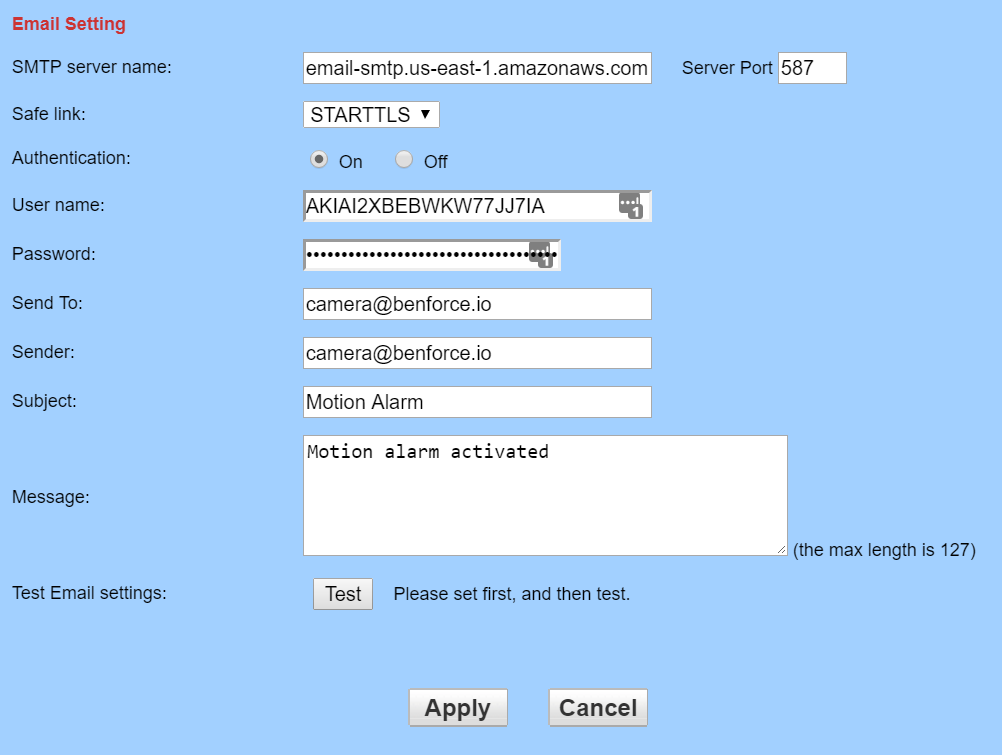 Email Setting
SMTP server name: email-smtp.us-east-1.amazonaws.com Server Port 587
Safe link: STARTTLS
Authentication: On Off
User name: AKIAI2XBEBWKW77JJ7IA
Password: ••••••••••••••••••••••••••••••••••••
Send To: camera@benforce.io
Sender: camera@benforce.io
Subject: Motion Alarm
Motion alarm activated
Message:
(the max length is 127)
Test Email settings: Test Please set first, and then test.
Apply Cancel